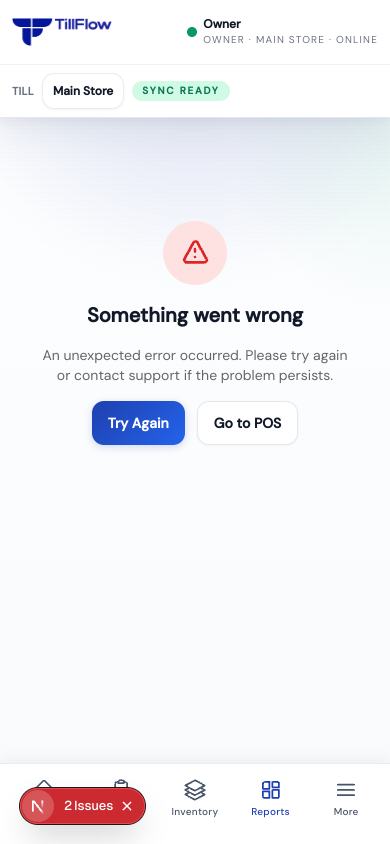 TillFlow
Owner
OWNER · MAIN STORE · ONLINE
TILL
Main Store
SYNC READY
Something went wrong
An unexpected error occurred. Please try again
or contact support if the problem persists.
Try Again
Go to POS
N
2 Issues
Inventory
Reports
More